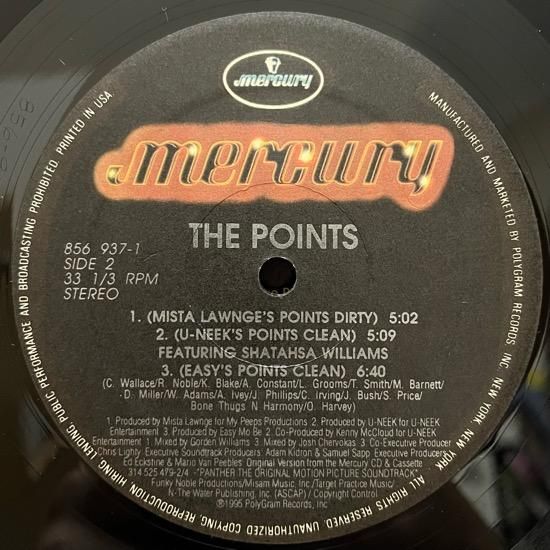 mercury
mercury
THE POINTS
856 937-1
SIDE 2
33 1/3 RPM
STEREO
1. (MISTA LAWNGE'S POINTS DIRTY) 5:02
2. (U-NEEK'S POINTS CLEAN) 5:09
FEATURING SHATAHSA WILLIAMS
3. (EASY'S POINTS CLEAN) 6:40
(C. Wallace/R. Noble/K. Blake/A. Constant/L. Grooms/T. Smith/M. Barnett/
D. Miller/W. Adams/A. Ivey/J. Phillips/C. Irving/J. Bush/S. Price/
Bone Thugs N Harmony/O. Harvey)
1. Produced by Mista Lawnge for My Peeps Productions 2. Produced by U-NEEK for U-NEEK
Entertainment 3. Produced by Easy Mo Be 2. Co-Produced by Kenny McCloud for U-NEEK
Entertainment 1. Mixed by Gordon Williams 3. Mixed by Josh Chervokas 3. Co-Executive Producer
Chris Lighty. Executive Soundtrack Producers: Adam Kidron & Samuel Sapp Executive Producers:
Ed Eckstine & Mario Van Peebles Original Version from the Mercury CD & Cassette
314 525 479-2/4 "PANTHER THE ORIGINAL MOTION PICTURE SOUNDTRACK"
Funky Noble Productions/Misam Music, Inc./Target Practice Music/
N-The Water Publishing, Inc. (ASCAP) / Copyright Control
℗1995 PolyGram Records, Inc
MANUFACTURED AND MARKETED BY POLYGRAM RECORDS INC. NEW YORK, NEW YORK. ALL RIGHTS RESERVED. UNAUTHORIZED COPYING, REPRODUCTION, HIRING, LENDING, PUBLIC PERFORMANCE AND BROADCASTING PROHIBITED. PRINTED IN USA.